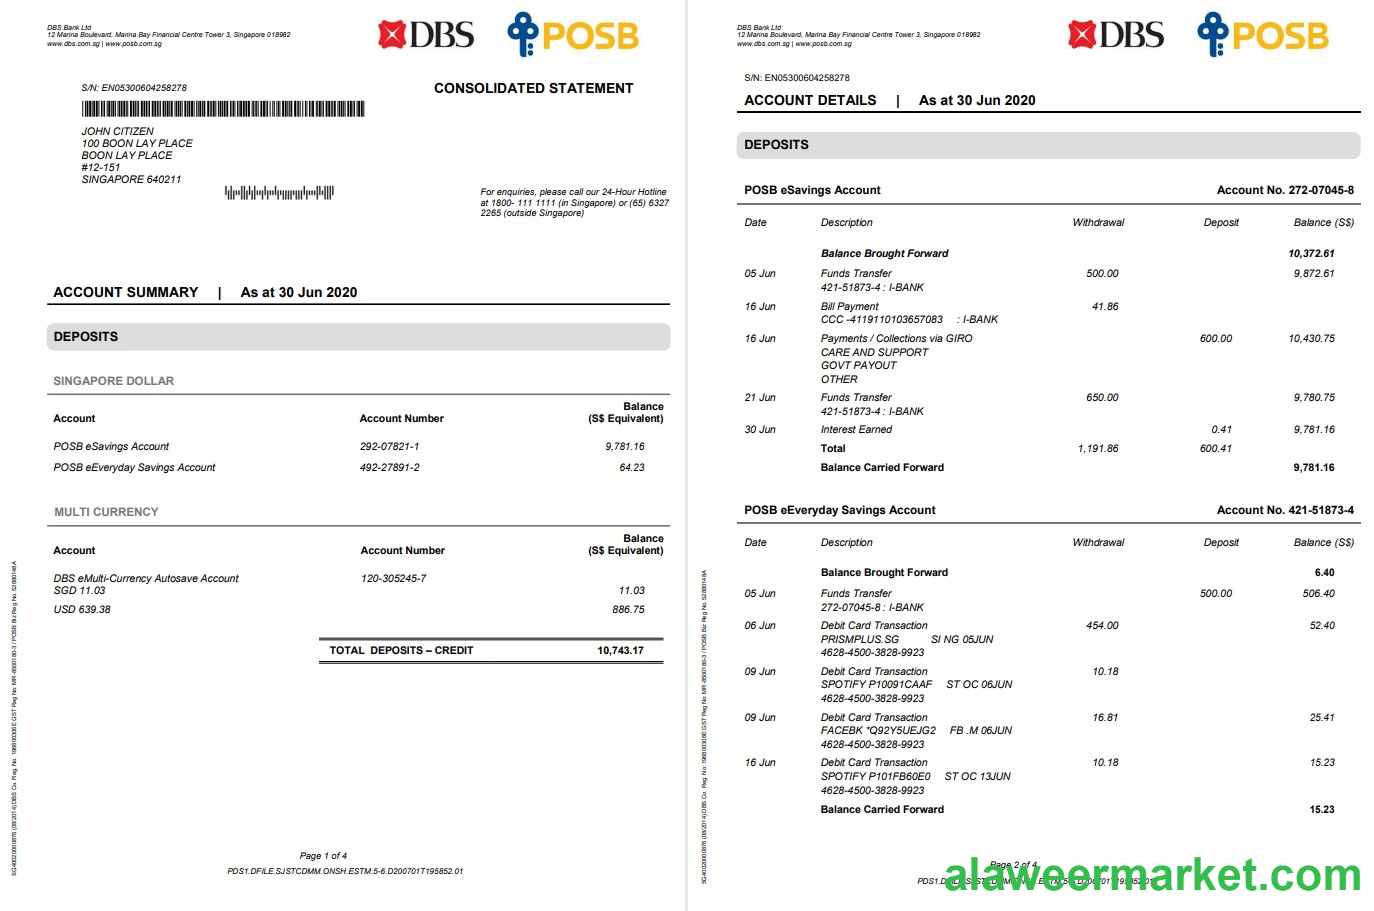 DBS Bank Ltd
12 Marina Boulevard, Marina Bay Financial Centre Tower 3, Singapore 018982
www.dbs.com.sg | www.posb.com.sg
DBS POSB
S/N: EN05300604258278
CONSOLIDATED STATEMENT
JOHN CITIZEN
100 BOON LAY PLACE
BOON LAY PLACE
#12-151
SINGAPORE 640211
For enquiries, please call our 24-Hour Hotline
at 1800- 111 1111 (in Singapore) or (65) 6327
2265 (outside Singapore)
ACCOUNT SUMMARY | As at 30 Jun 2020
DEPOSITS
SINGAPORE DOLLAR
Balance
Account Account Number (S$ Equivalent)
POSB eSavings Account 292-07821-1 9,781.16
POSB eEveryday Savings Account 492-27891-2 64.23
MULTI CURRENCY
Balance
Account Account Number (S$ Equivalent)
DBS eMulti-Currency Autosave Account 120-305245-7
SGD 11.03 11.03
USD 639.38 886.75
TOTAL DEPOSITS – CREDIT 10,743.17
Page 1 of 4
PDS1.DFILE.SJSTCDMM.ONSH.ESTM.5-6.D200701T195852.01
DBS Bank Ltd
12 Marina Boulevard, Marina Bay Financial Centre Tower 3, Singapore 018982
www.dbs.com.sg | www.posb.com.sg
DBS POSB
S/N: EN05300604258278
ACCOUNT DETAILS | As at 30 Jun 2020
DEPOSITS
POSB eSavings Account Account No. 272-07045-8
Date Description Withdrawal Deposit Balance (S$)
Balance Brought Forward 10,372.61
05 Jun Funds Transfer 500.00 9,872.61
421-51873-4 : I-BANK
16 Jun Bill Payment 41.86
CCC -4119110103657083 : I-BANK
16 Jun Payments / Collections via GIRO 600.00 10,430.75
CARE AND SUPPORT
GOVT PAYOUT
OTHER
21 Jun Funds Transfer 650.00 9,780.75
421-51873-4 : I-BANK
30 Jun Interest Earned 0.41 9,781.16
Total 1,191.86 600.41
Balance Carried Forward 9,781.16
POSB eEveryday Savings Account Account No. 421-51873-4
Date Description Withdrawal Deposit Balance (S$)
Balance Brought Forward 6.40
05 Jun Funds Transfer 500.00 506.40
272-07045-8 : I-BANK
06 Jun Debit Card Transaction 454.00 52.40
PRISMPLUS.SG SI NG 05JUN
4628-4500-3828-9923
09 Jun Debit Card Transaction 10.18
SPOTIFY P10091CAAF ST OC 06JUN
4628-4500-3828-9923
09 Jun Debit Card Transaction 16.81 25.41
FACEBK *Q92Y5UEJG2 FB .M 06JUN
4628-4500-3828-9923
16 Jun Debit Card Transaction 10.18 15.23
SPOTIFY P101FB60E0 ST OC 13JUN
4628-4500-3828-9923
Balance Carried Forward 15.23
Page 2 of 4
alaweermarket.com